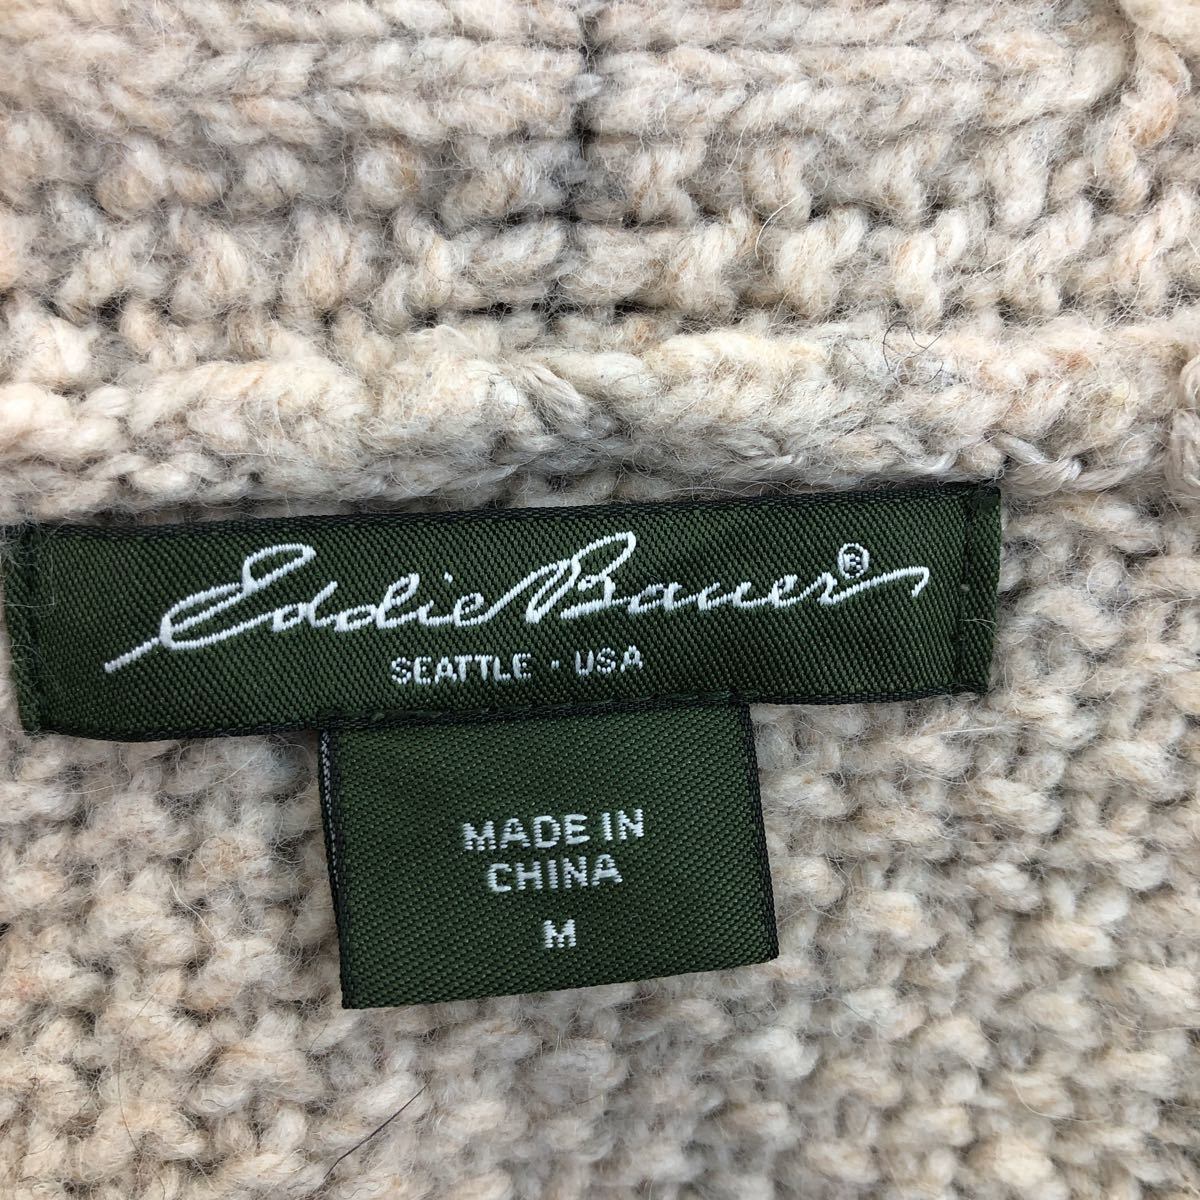 Eddie Bauer®
SEATTLE · USA
MADE IN
CHINA
M